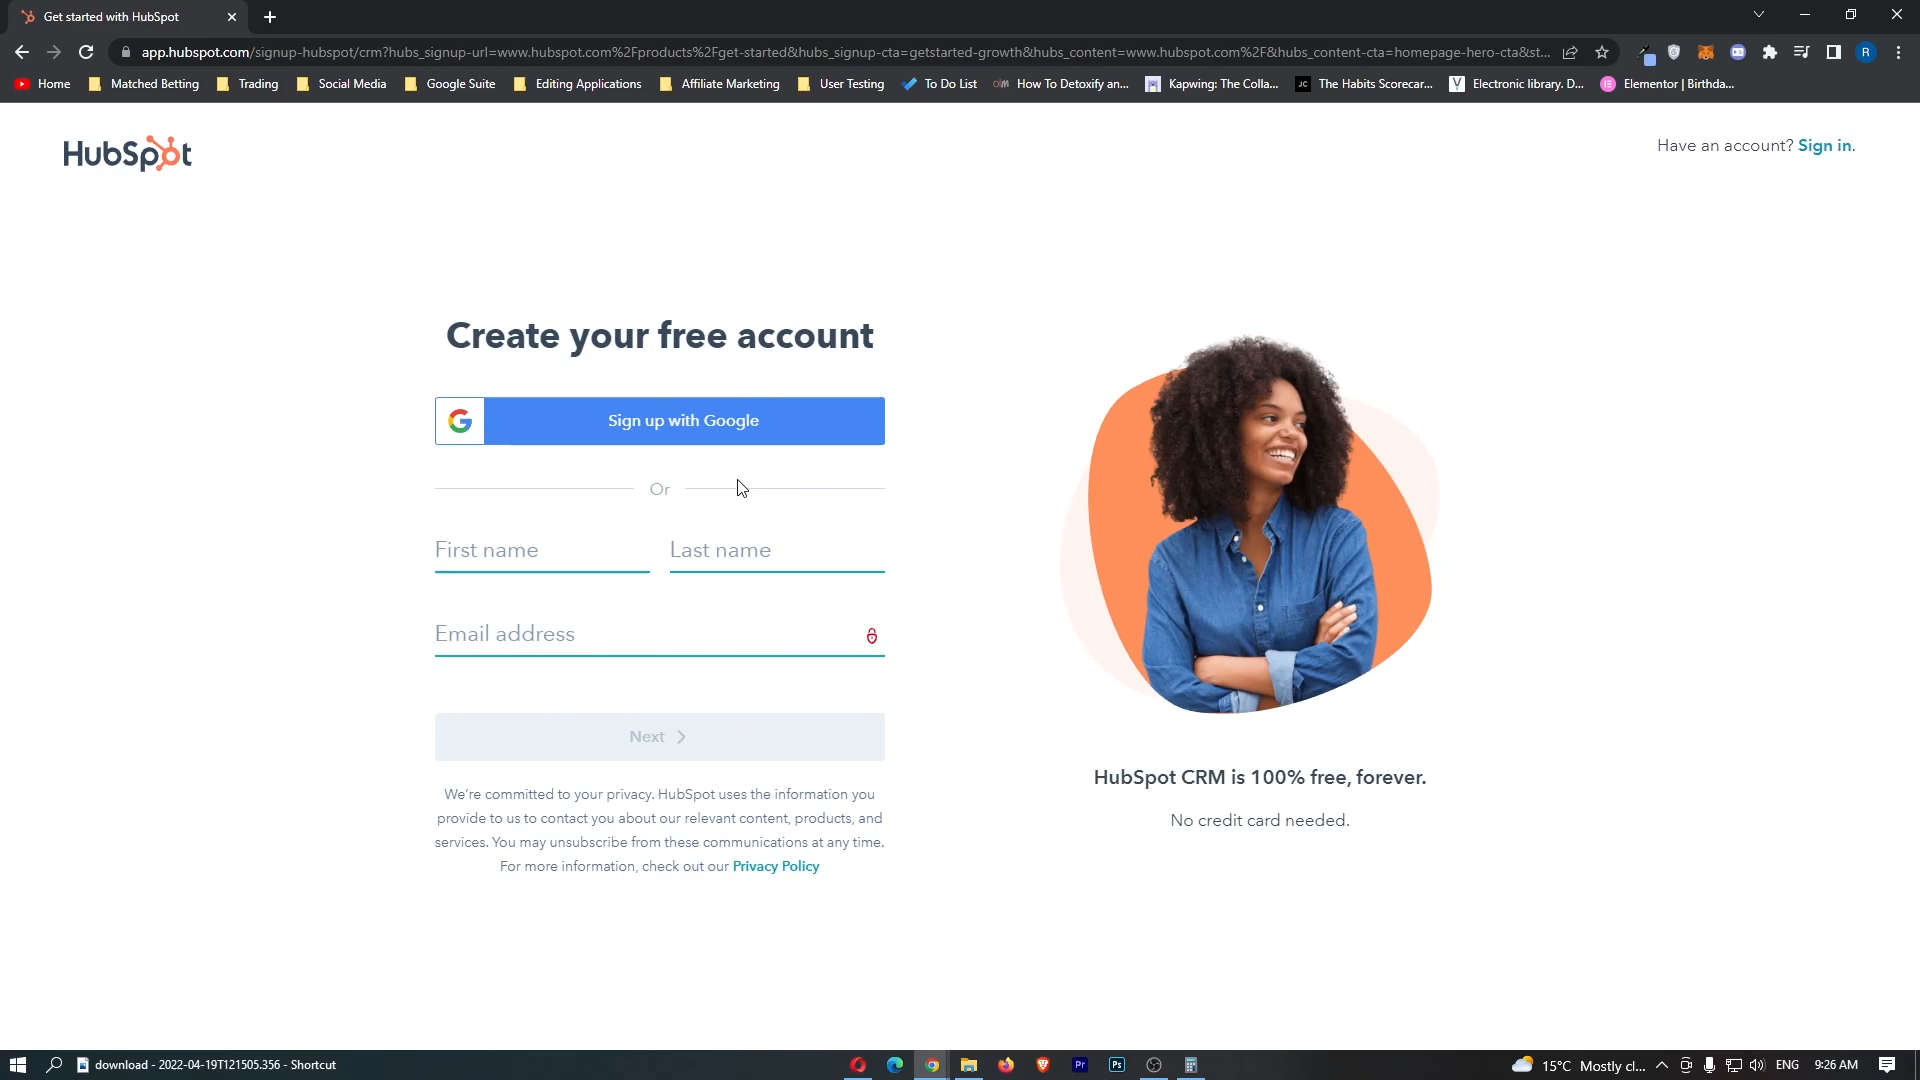 Get started with HubSpot
app.hubspot.com/signup-hubspot/crm?hubs_signup-url=www.hubspot.com%2Fproducts%2Fget-started&hubs_signup-cta=getstarted-growth&hubs_content=www.hubspot.com%2F&hubs_content-cta=homepage-hero-cta&st...
R
Home Matched Betting Trading Social Media Google Suite Editing Applications Affiliate Marketing User Testing To Do List How To Detoxify an... Kapwing: The Colla... JC The Habits Scorecar... Electronic library. D... Elementor | Birthda...
HubSpot
Have an account? Sign in.
Create your free account
Sign up with Google
Or
First name Last name
Email address
Next
We're committed to your privacy. HubSpot uses the information you
provide to us to contact you about our relevant content, products, and
services. You may unsubscribe from these communications at any time.
For more information, check out our Privacy Policy
HubSpot CRM is 100% free, forever.
No credit card needed.
download - 2022-04-19T121505.356 - Shortcut
Pr
Ps
15°C Mostly cl...
ENG
9:26 AM